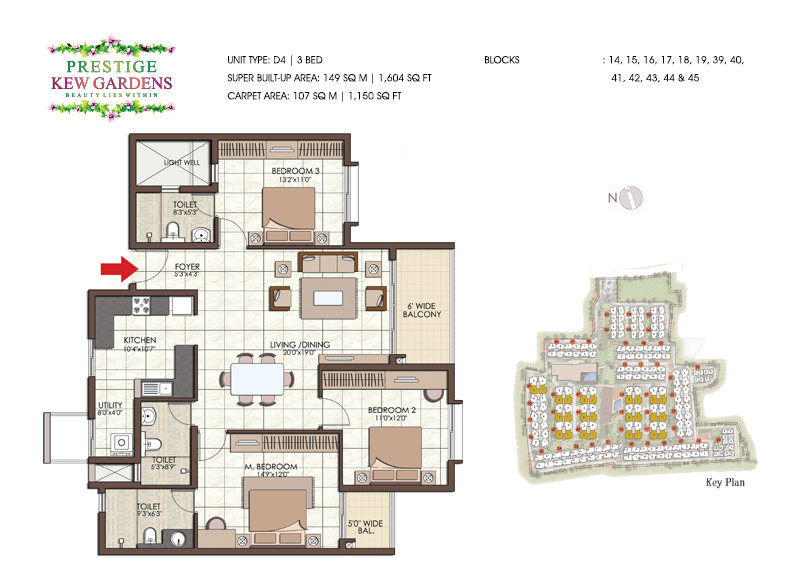 PRESTIGE
KEW GARDENS
BEAUTY LIES WITHIN
UNIT TYPE: D4 | 3 BED
SUPER BUILT-UP AREA: 149 SQ M | 1,604 SQ FT
CARPET AREA: 107 SQ M | 1,150 SQ FT
BLOCKS : 14, 15, 16, 17, 18, 19, 39, 40,
41, 42, 43, 44 & 45
LIGHT WELL
BEDROOM 3
13'2"x11'0"
TOILET
8'3"x5'3"
N
FOYER
5'3"x4'3"
6' WIDE
BALCONY
KITCHEN
10'4"x10'7"
LIVING /DINING
20'0"x19'0"
UTILITY
8'0"x4'0"
BEDROOM 2
11'0"x12'0"
TOILET
5'3"x8'9"
M. BEDROOM
14'9"x12'0"
TOILET
9'3"x6'3"
5'0" WIDE
BAL.
Key Plan